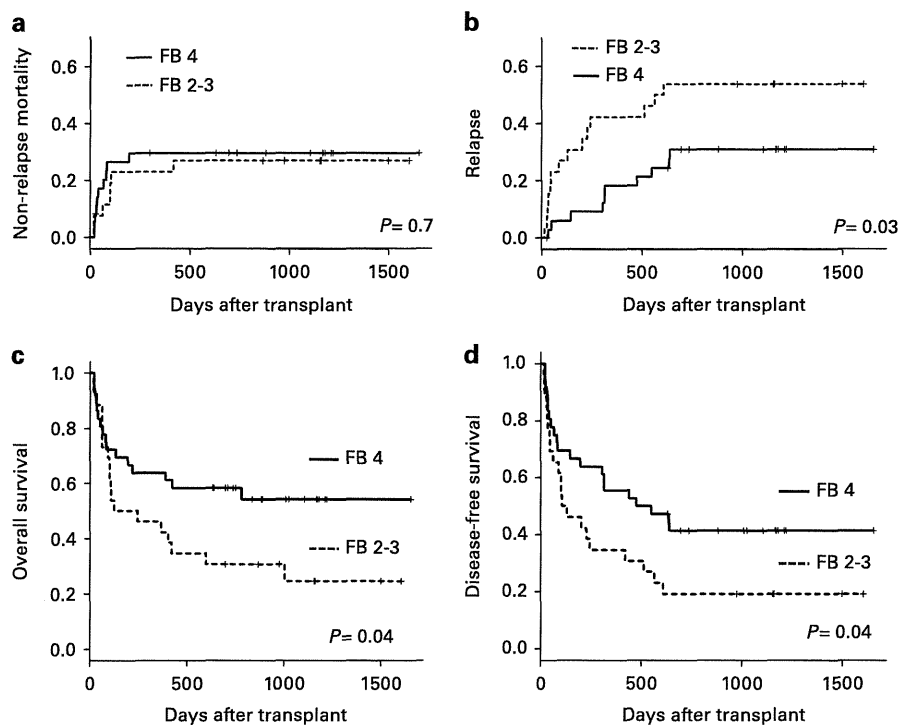 a
Non-relapse mortality
0.6
0.4
0.2
0.0
FB 4
FB 2-3
P= 0.7
0 500 1000 1500
Days after transplant
b
Relapse
0.6
0.4
0.2
0.0
FB 2-3
FB 4
P= 0.03
0 500 1000 1500
Days after transplant
c
Overall survival
1.0
0.8
0.6
0.4
0.2
0.0
FB 4
FB 2-3
P= 0.04
0 500 1000 1500
Days after transplant
d
Disease-free survival
1.0
0.8
0.6
0.4
0.2
0.0
FB 4
FB 2-3
P= 0.04
0 500 1000 1500
Days after transplant